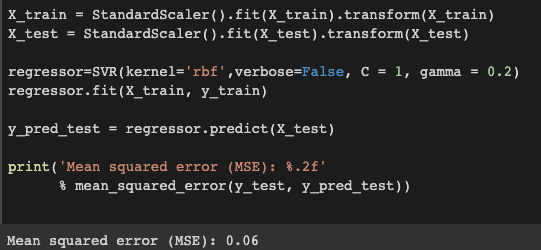 X_train = StandardScaler().fit(X_train).transform(X_train)
X_test = StandardScaler().fit(X_test).transform(X_test)
regressor=SVR(kernel='rbf',verbose=False, C = 1, gamma = 0.2)
regressor.fit(X_train, y_train)
y_pred_test = regressor.predict(X_test)
print('Mean squared error (MSE): %.2f'
% mean_squared_error(y_test, y_pred_test))
Mean squared error (MSE): 0.06